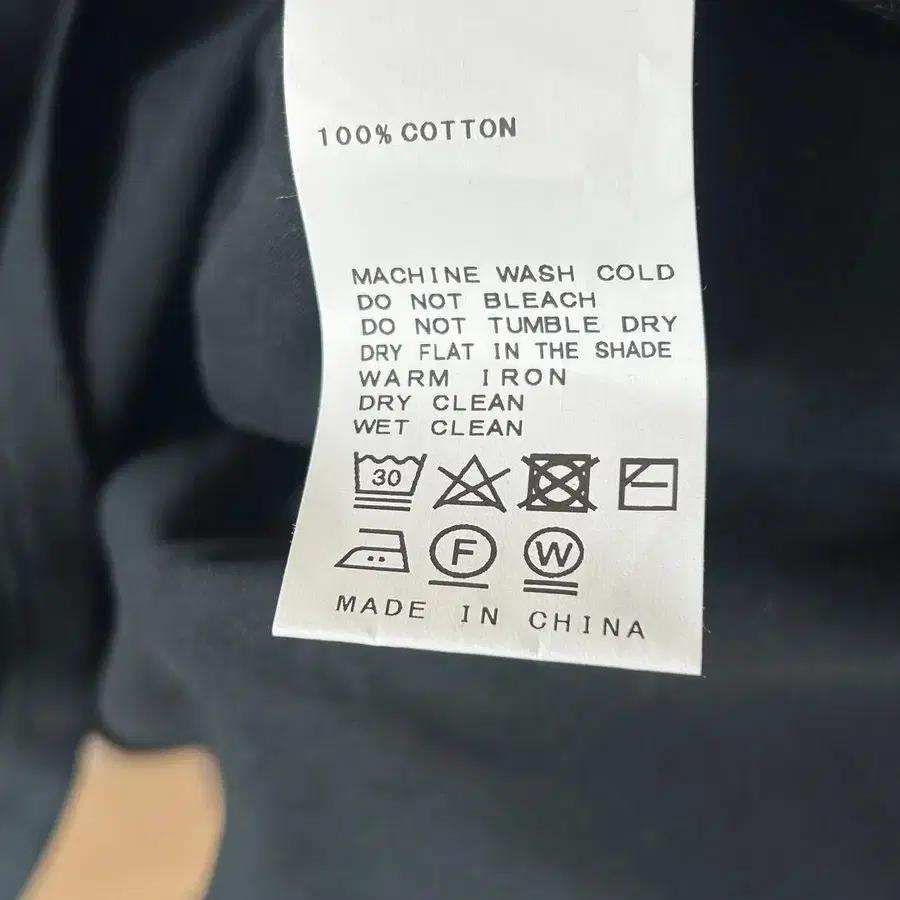 100% COTTON
MACHINE WASH COLD
DO NOT BLEACH
DO NOT TUMBLE DRY
DRY FLAT IN THE SHADE
WARM IRON
DRY CLEAN
WET CLEAN
30
F W
MADE IN CHINA